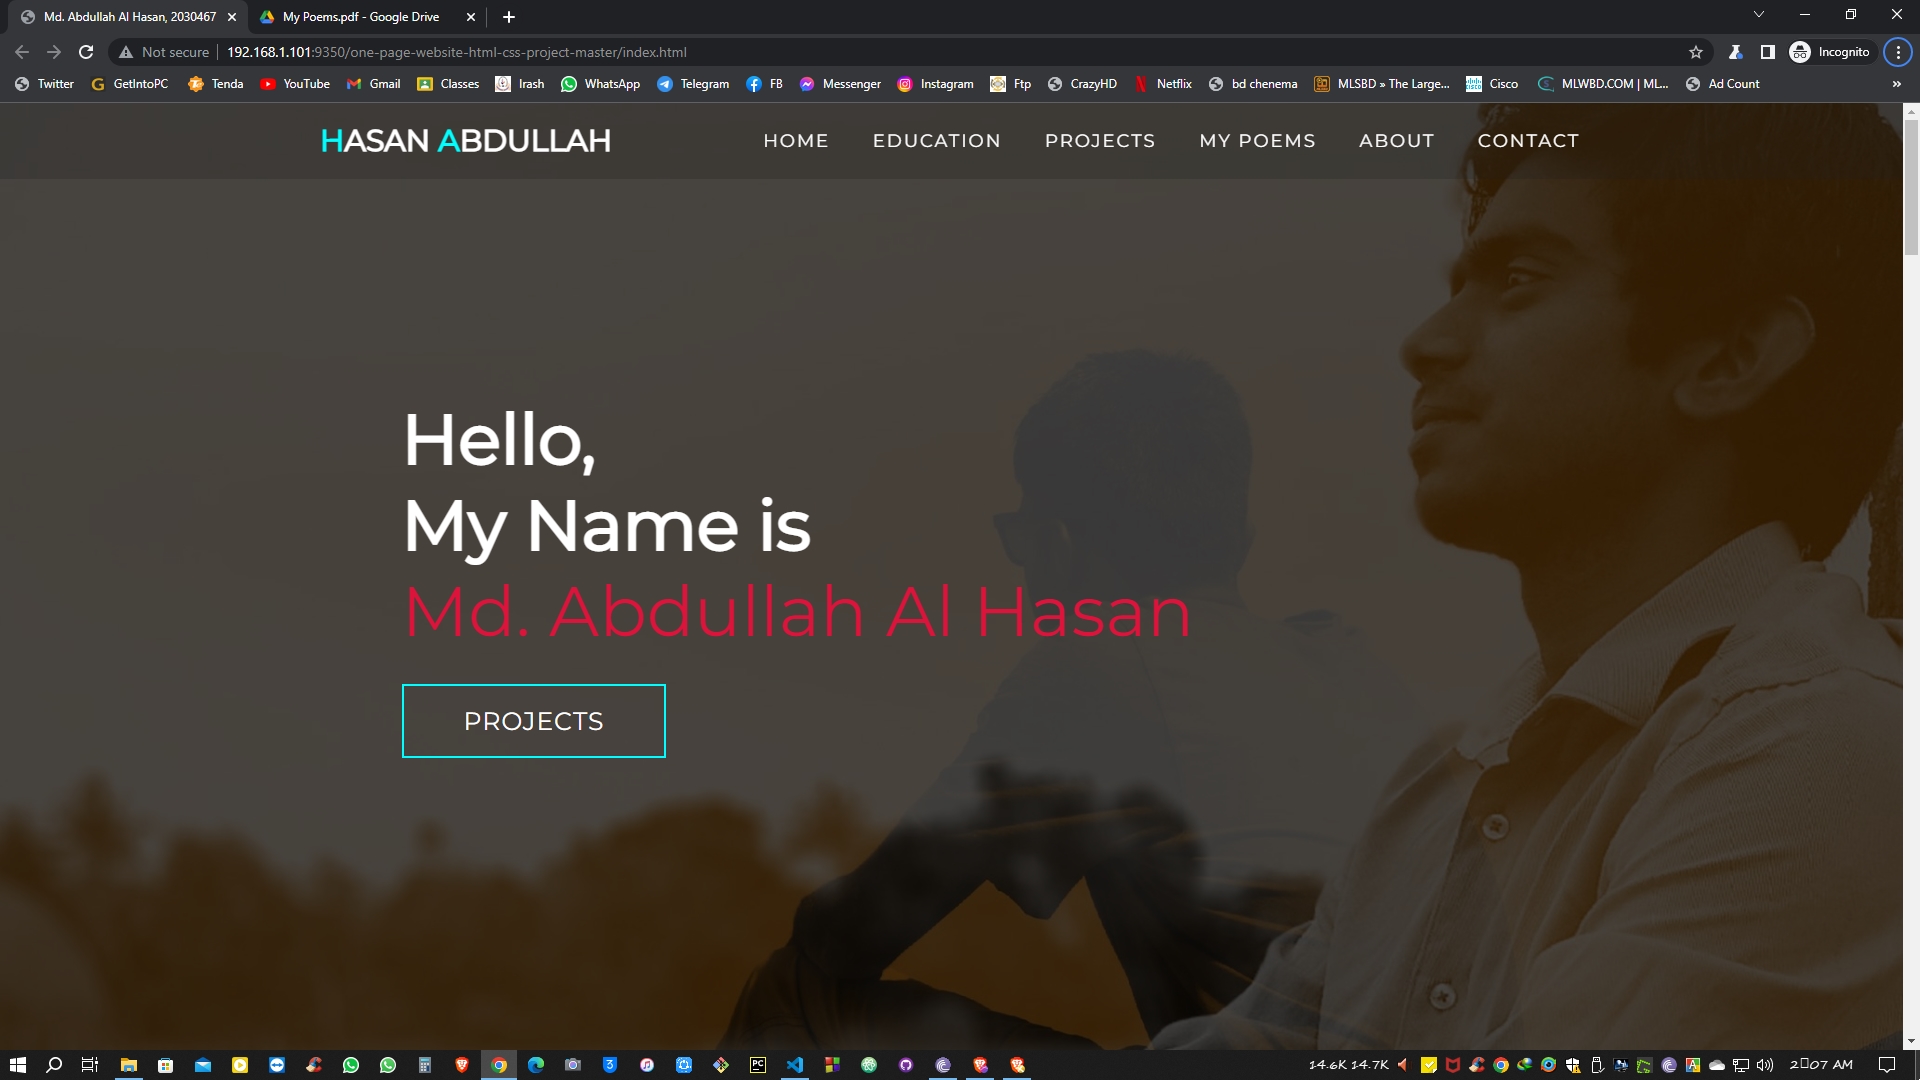 Md. Abdullah Al Hasan, 2030467
My Poems.pdf - Google Drive
Not secure
192.168.1.101:9350/one-page-website-html-css-project-master/index.html
Incognito
Twitter GetIntoPC Tenda YouTube Gmail Classes Irash WhatsApp Telegram FB Messenger Instagram Ftp CrazyHD Netflix bd chenema MLSBD » The Large... Cisco MLWBD.COM | ML... Ad Count »
HASAN ABDULLAH
HOME EDUCATION PROJECTS MY POEMS ABOUT CONTACT
Hello,
My Name is
Md. Abdullah Al Hasan
PROJECTS
14.6K 14.7K
2:07 AM